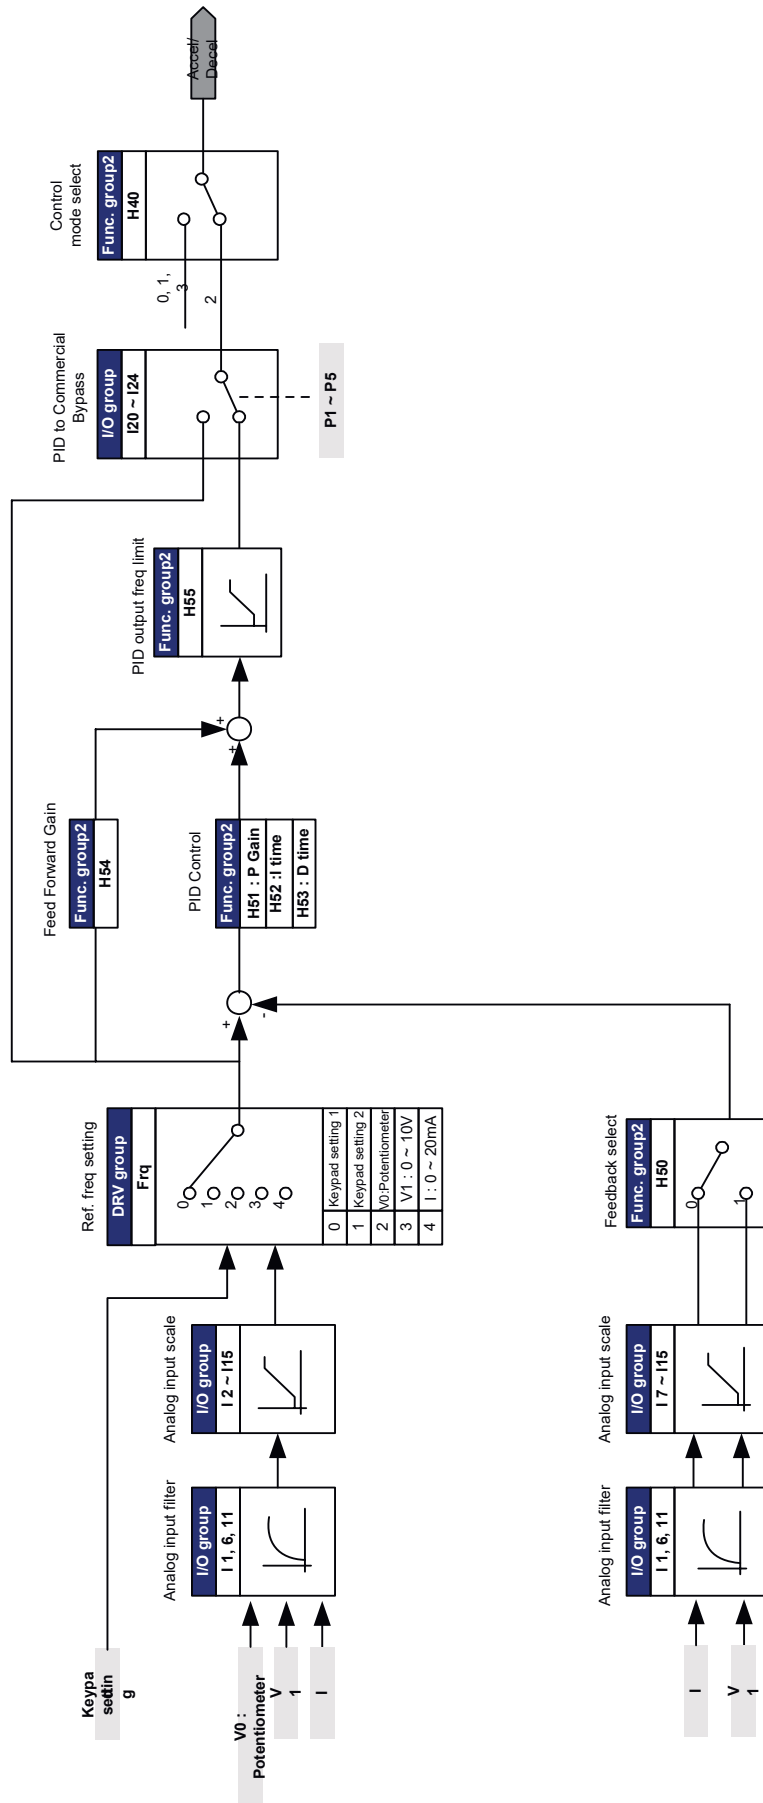 Keypa
d
settin
g
V0 :
Potentiometer
V
1
I
Analog input filter
I/O group
I 1, 6, 11
Analog input scale
I/O group
I 2 ~ I15
Ref. freq setting
DRV group
Frq
0
1
2
3
4
0 Keypad setting 1
1 Keypad setting 2
2 V0:Potentiometer
3 V1 : 0 ~ 10V
4 I : 0 ~ 20mA
+
-
Feed Forward Gain
Func. group2
H54
PID Control
Func. group2
H51 : P Gain
H52 :I time
H53 : D time
+
+
PID output freq limit
Func. group2
H55
PID to Commercial
Bypass
I/O group
I20 ~ I24
P1 ~ P5
0, 1,
3
2
Control
mode select
Func. group2
H40
Accel/
Decel
I
V
1
Analog input filter
I/O group
I 1, 6, 11
Analog input scale
I/O group
I 7 ~ I15
Feedback select
Func. group2
H50
0
1